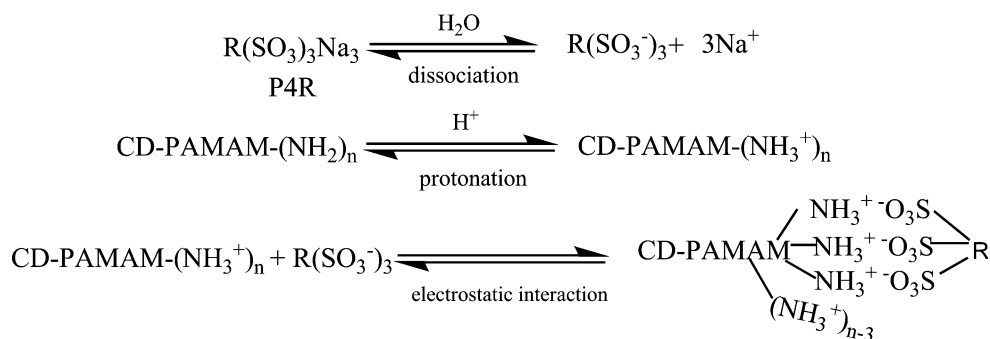 H₂O
R(SO₃)₃Na₃ R(SO₃⁻)₃+ 3Na⁺
dissociation
P4R
H⁺
CD-PAMAM-(NH₂)n CD-PAMAM-(NH₃⁺)n
protonation
NH₃⁺ ⁻O₃S
CD-PAMAM-(NH₃⁺)n + R(SO₃⁻)₃ CD-PAMAM NH₃⁺ ⁻O₃S R
NH₃⁺ ⁻O₃S
electrostatic interaction
(NH₃⁺)n-3